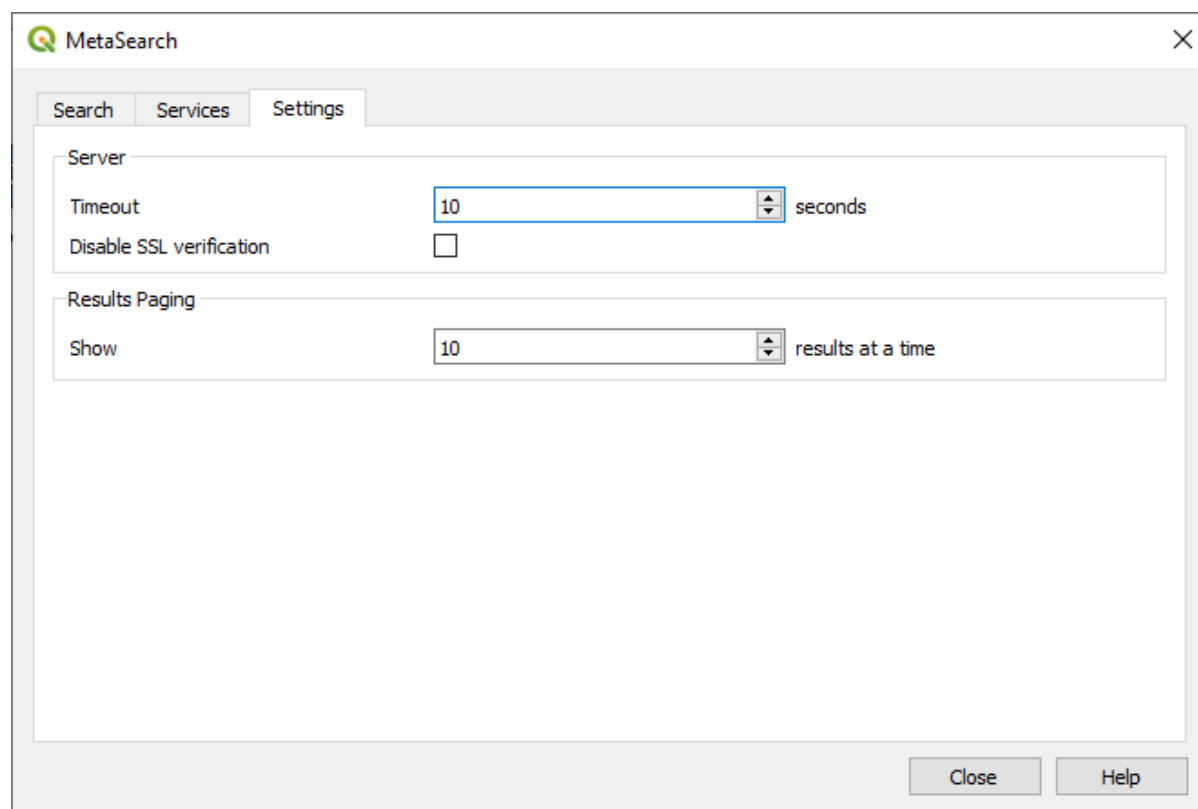 MetaSearch
Search Services Settings
Server
Timeout 10 seconds
Disable SSL verification
Results Paging
Show 10 results at a time
Close Help